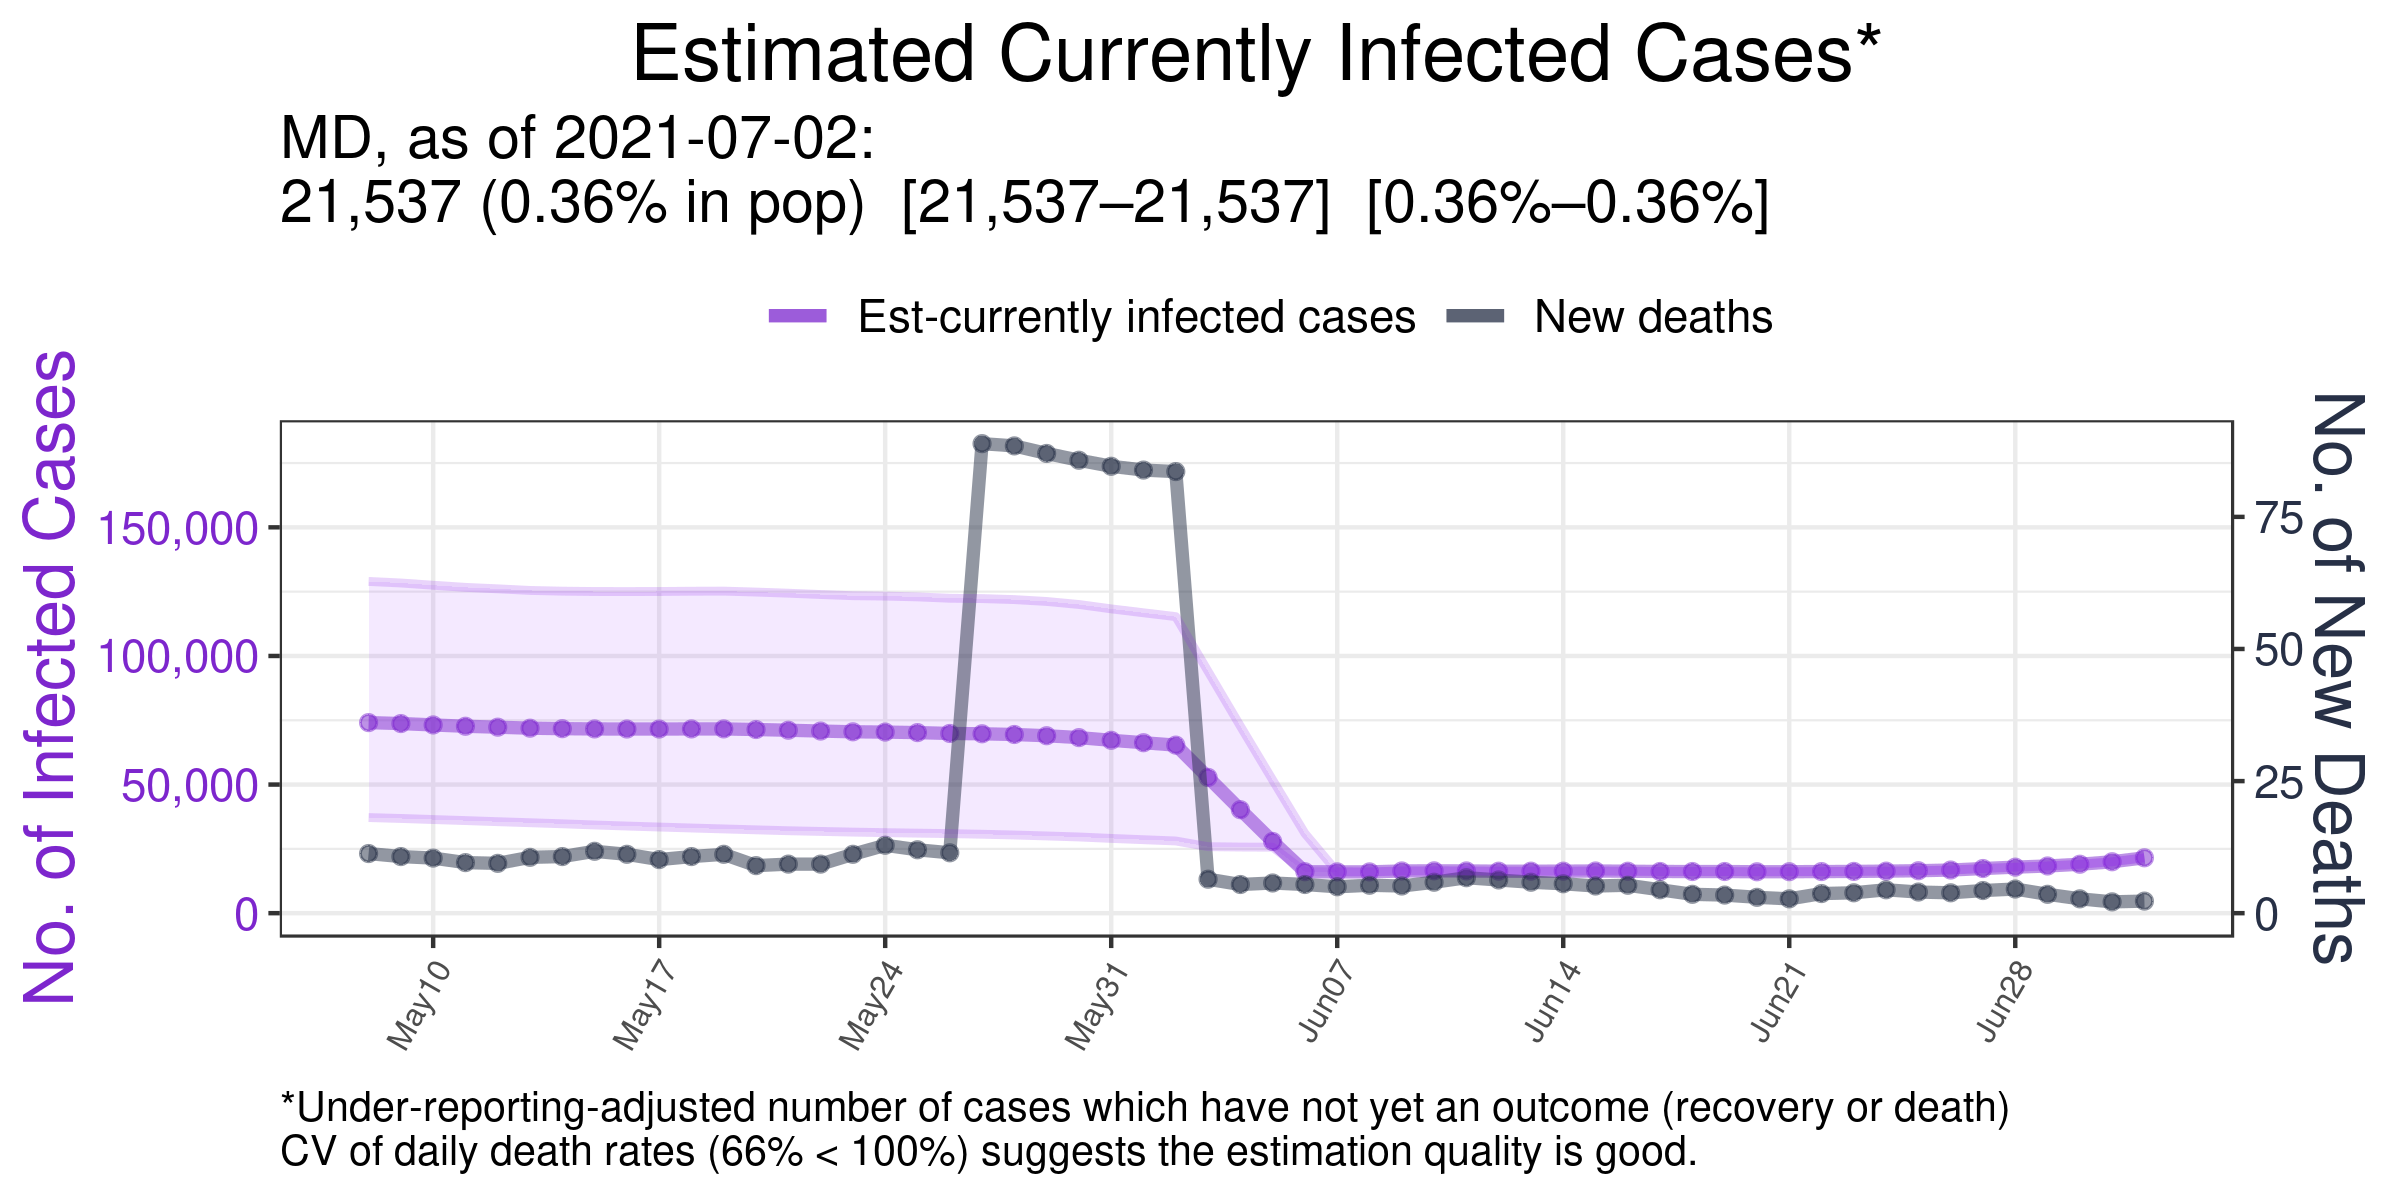 Estimated Currently Infected Cases*
MD, as of 2021-07-02:
21,537 (0.36% in pop)  [21,537–21,537]  [0.36%–0.36%]
Est-currently infected cases
New deaths
No. of Infected Cases
150,000
100,000
50,000
0
75
50
25
0
No. of New Deaths
May10
May17
May24
May31
Jun07
Jun14
Jun21
Jun28
*Under-reporting-adjusted number of cases which have not yet an outcome (recovery or death)
CV of daily death rates (66% < 100%) suggests the estimation quality is good.